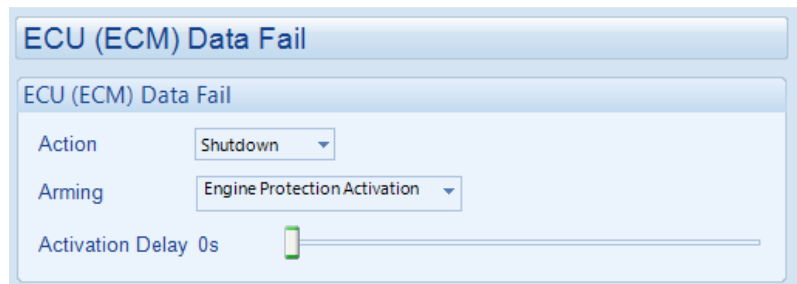 ECU (ECM) Data Fail
ECU (ECM) Data Fail
Action Shutdown
Arming Engine Protection Activation
Activation Delay 0s